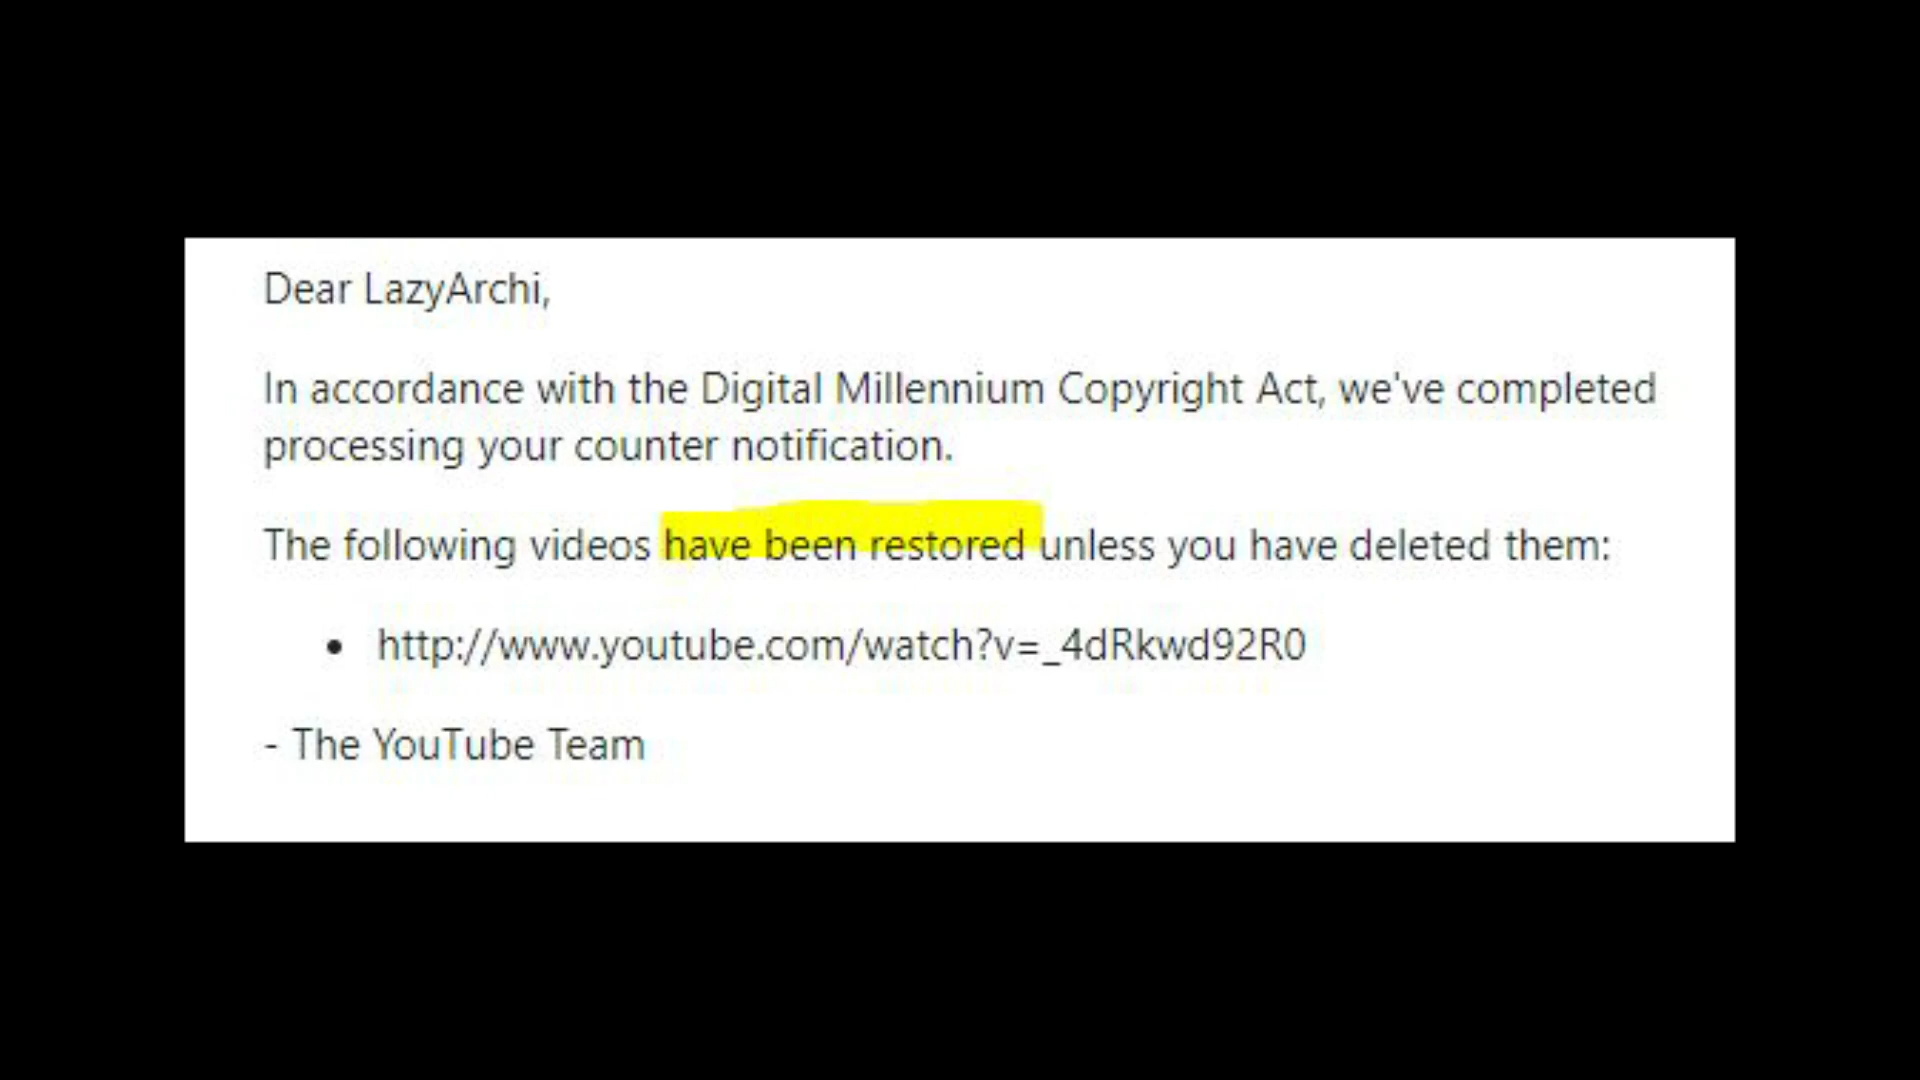 Dear LazyArchi,
In accordance with the Digital Millennium Copyright Act, we've completed
processing your counter notification.
The following videos have been restored unless you have deleted them:
• http://www.youtube.com/watch?v=_4dRkwd92R0
- The YouTube Team